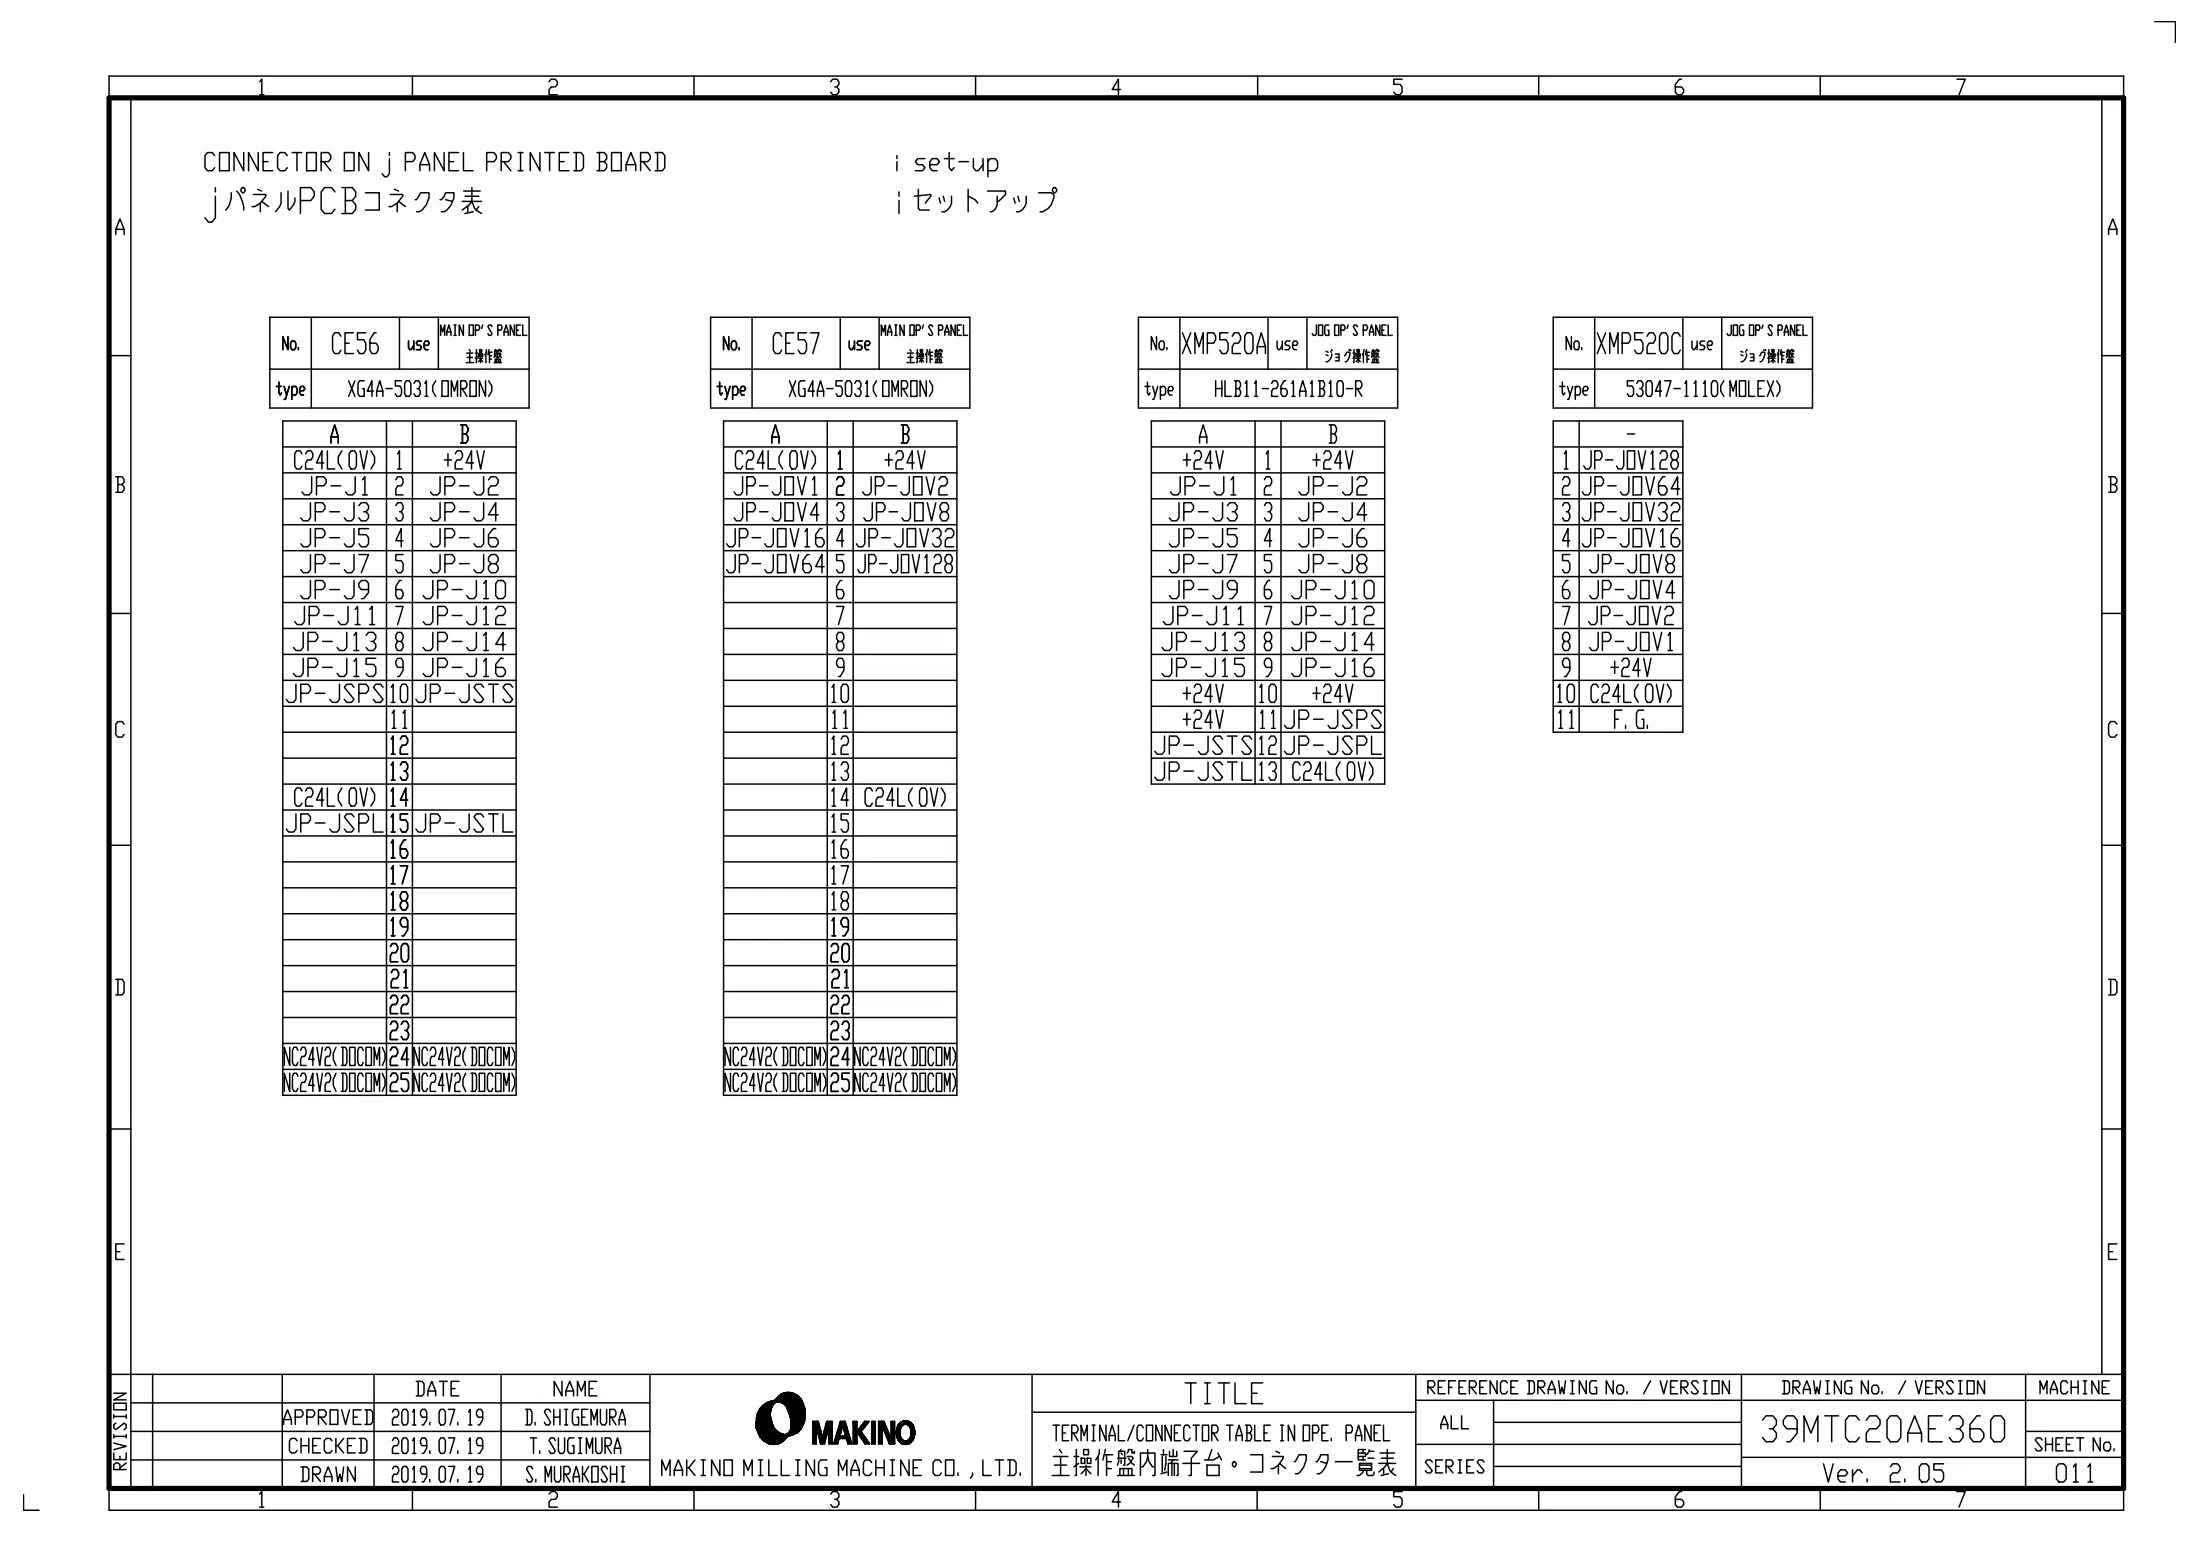 1 2 3 4 5 6 7
CONNECTOR ON j PANEL PRINTED BOARD
jパネルPCBコネクタ表
i set-up
iセットアップ
A A
B B
C C
D D
E E
No. CE56 use MAIN OP'S PANEL
主操作盤
type XG4A-5031(OMRON)
A B
C24L(0V) 1 +24V
JP-J1 2 JP-J2
JP-J3 3 JP-J4
JP-J5 4 JP-J6
JP-J7 5 JP-J8
JP-J9 6 JP-J10
JP-J11 7 JP-J12
JP-J13 8 JP-J14
JP-J15 9 JP-J16
JP-JSPS 10 JP-JSTS
11
12
13
C24L(0V) 14
JP-JSPL 15 JP-JSTL
16
17
18
19
20
21
22
23
NC24V2(DOCOM) 24 NC24V2(DOCOM)
NC24V2(DOCOM) 25 NC24V2(DOCOM)
No. CE57 use MAIN OP'S PANEL
主操作盤
type XG4A-5031(OMRON)
A B
C24L(0V) 1 +24V
JP-JOV1 2 JP-JOV2
JP-JOV4 3 JP-JOV8
JP-JOV16 4 JP-JOV32
JP-JOV64 5 JP-JOV128
6
7
8
9
10
11
12
13
14 C24L(0V)
15
16
17
18
19
20
21
22
23
NC24V2(DOCOM) 24 NC24V2(DOCOM)
NC24V2(DOCOM) 25 NC24V2(DOCOM)
No. XMP520A use JOG OP'S PANEL
ジョグ操作盤
type HLB11-261A1B10-R
A B
+24V 1 +24V
JP-J1 2 JP-J2
JP-J3 3 JP-J4
JP-J5 4 JP-J6
JP-J7 5 JP-J8
JP-J9 6 JP-J10
JP-J11 7 JP-J12
JP-J13 8 JP-J14
JP-J15 9 JP-J16
+24V 10 +24V
+24V 11 JP-JSPS
JP-JSTS 12 JP-JSPL
JP-JSTL 13 C24L(0V)
No. XMP520C use JOG OP'S PANEL
ジョグ操作盤
type 53047-1110(MOLEX)
-
1 JP-JOV128
2 JP-JOV64
3 JP-JOV32
4 JP-JOV16
5 JP-JOV8
6 JP-JOV4
7 JP-JOV2
8 JP-JOV1
9 +24V
10 C24L(0V)
11 F.G.
REVISION
DATE NAME
APPROVED 2019.07.19 D. SHIGEMURA
CHECKED 2019.07.19 T. SUGIMURA
DRAWN 2019.07.19 S. MURAKOSHI
MAKINO
MAKINO MILLING MACHINE CO.,LTD.
TITLE
TERMINAL/CONNECTOR TABLE IN OPE. PANEL
主操作盤内端子台。コネクタ一覧表
REFERENCE DRAWING No. / VERSION
ALL
SERIES
DRAWING No. / VERSION
39MTC20AE360
Ver. 2.05
MACHINE
SHEET No.
011
1 2 3 4 5 6 7